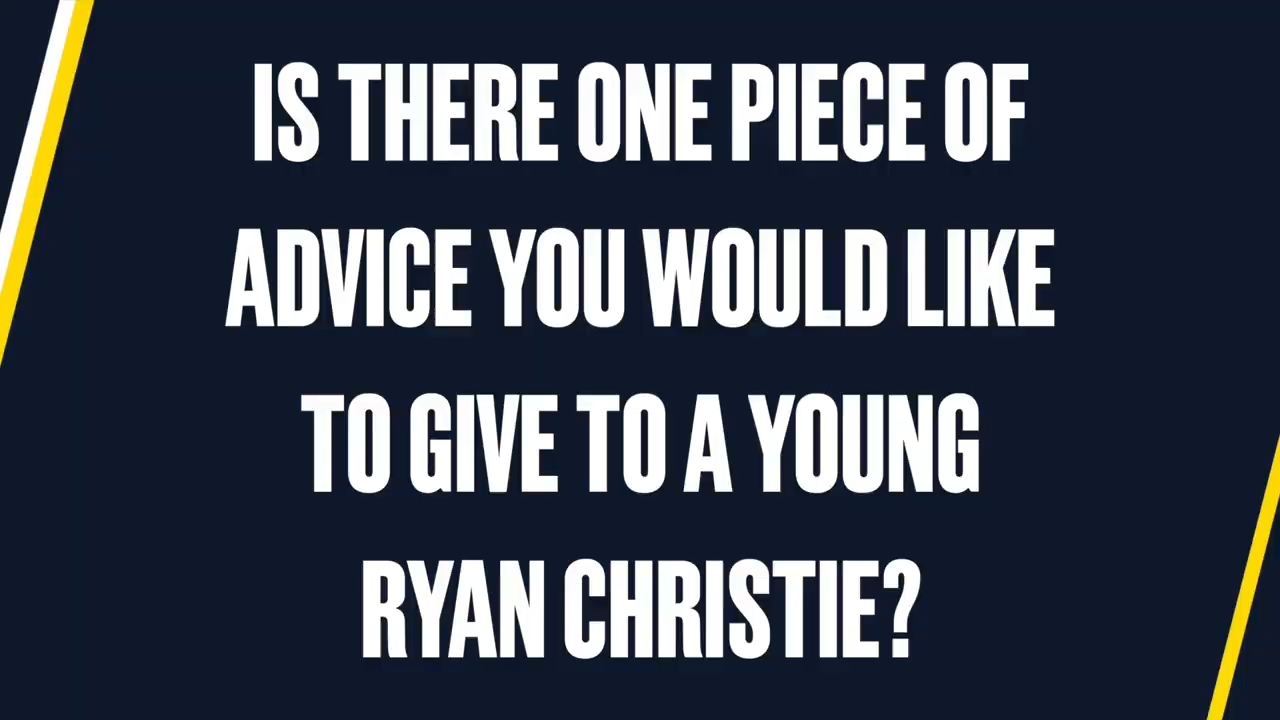 IS THERE ONE PIECE OF
ADVICE YOU WOULD LIKE
TO GIVE TO A YOUNG
RYAN CHRISTIE?